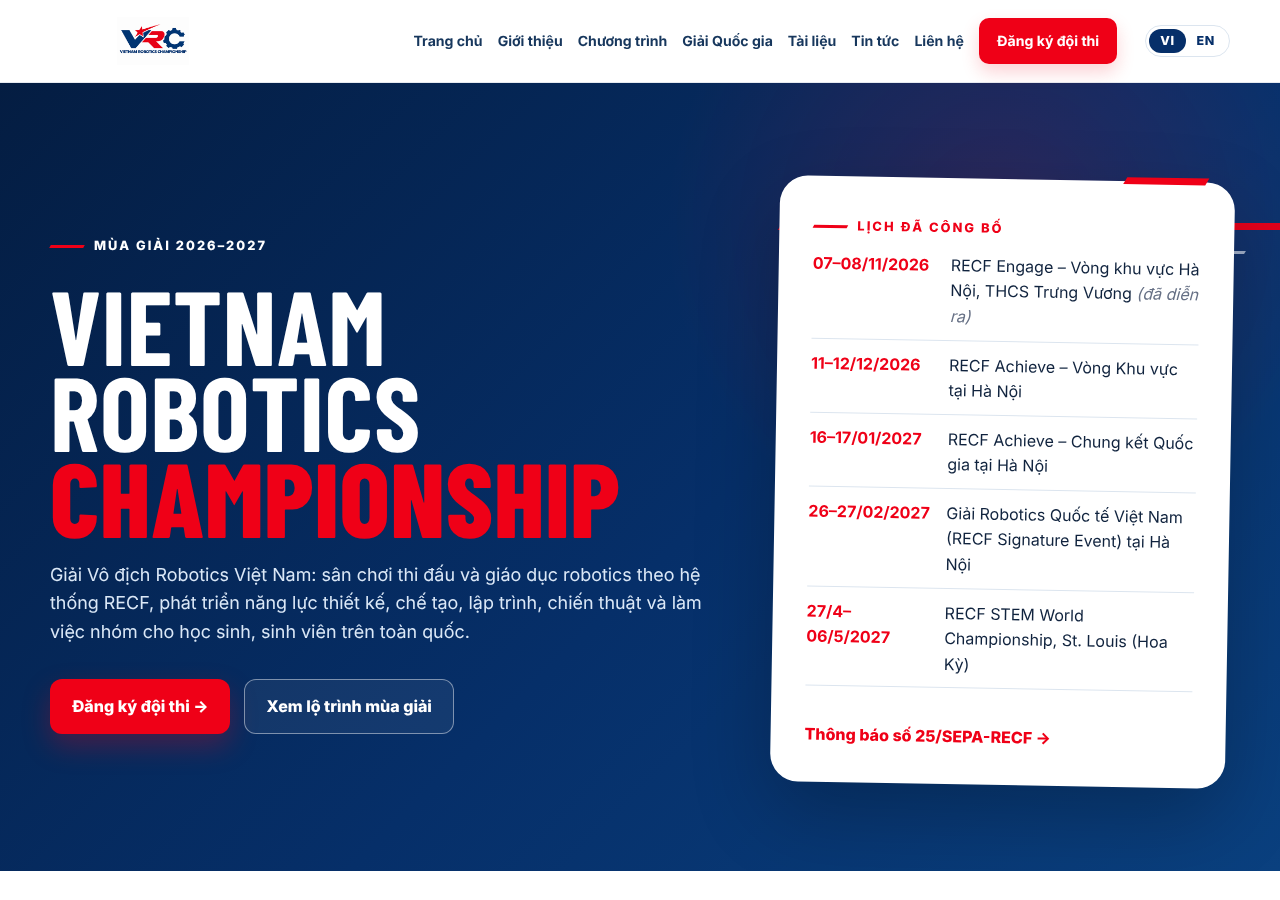 VRC
VIETNAM ROBOTICS CHAMPIONSHIP
Trang chủ Giới thiệu Chương trình Giải Quốc gia Tài liệu Tin tức Liên hệ Đăng ký đội thi VI EN
MÙA GIẢI 2026–2027
VIETNAM
ROBOTICS
CHAMPIONSHIP
Giải Vô địch Robotics Việt Nam: sân chơi thi đấu và giáo dục robotics theo hệ
thống RECF, phát triển năng lực thiết kế, chế tạo, lập trình, chiến thuật và làm
việc nhóm cho học sinh, sinh viên trên toàn quốc.
Đăng ký đội thi → Xem lộ trình mùa giải
LỊCH ĐÃ CÔNG BỐ
07–08/11/2026 RECF Engage – Vòng khu vực Hà
Nội, THCS Trưng Vương (đã diễn
ra)
11–12/12/2026 RECF Achieve – Vòng Khu vực
tại Hà Nội
16–17/01/2027 RECF Achieve – Chung kết Quốc
gia tại Hà Nội
26–27/02/2027 Giải Robotics Quốc tế Việt Nam
(RECF Signature Event) tại Hà
Nội
27/4– RECF STEM World
06/5/2027 Championship, St. Louis (Hoa
Kỳ)
Thông báo số 25/SEPA-RECF →